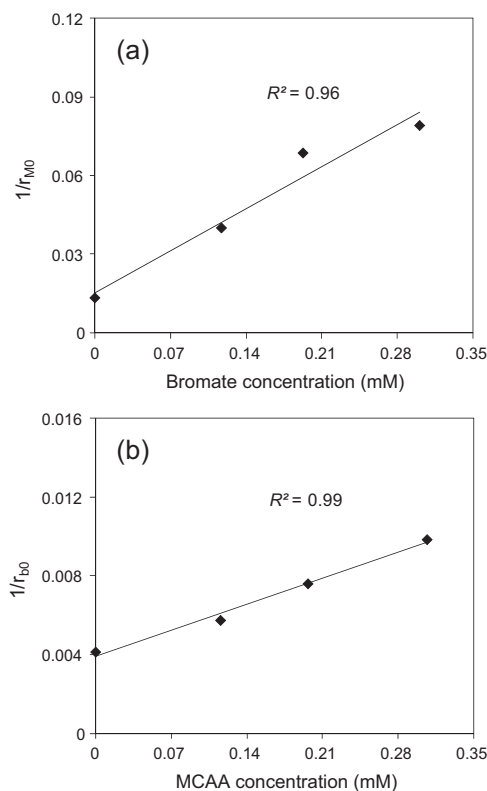 (a)
R² = 0.96
0.12
0.09
0.06
0.03
0
1/rM0
0 0.07 0.14 0.21 0.28 0.35
Bromate concentration (mM)
(b)
R² = 0.99
0.016
0.012
0.008
0.004
0
1/rb0
0 0.07 0.14 0.21 0.28 0.35
MCAA concentration (mM)